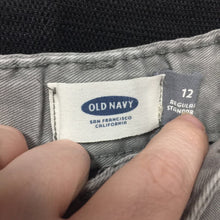 OLD NAVY
SAN FRANCISCO
CALIFORNIA
12
REGULAR
STANDARD